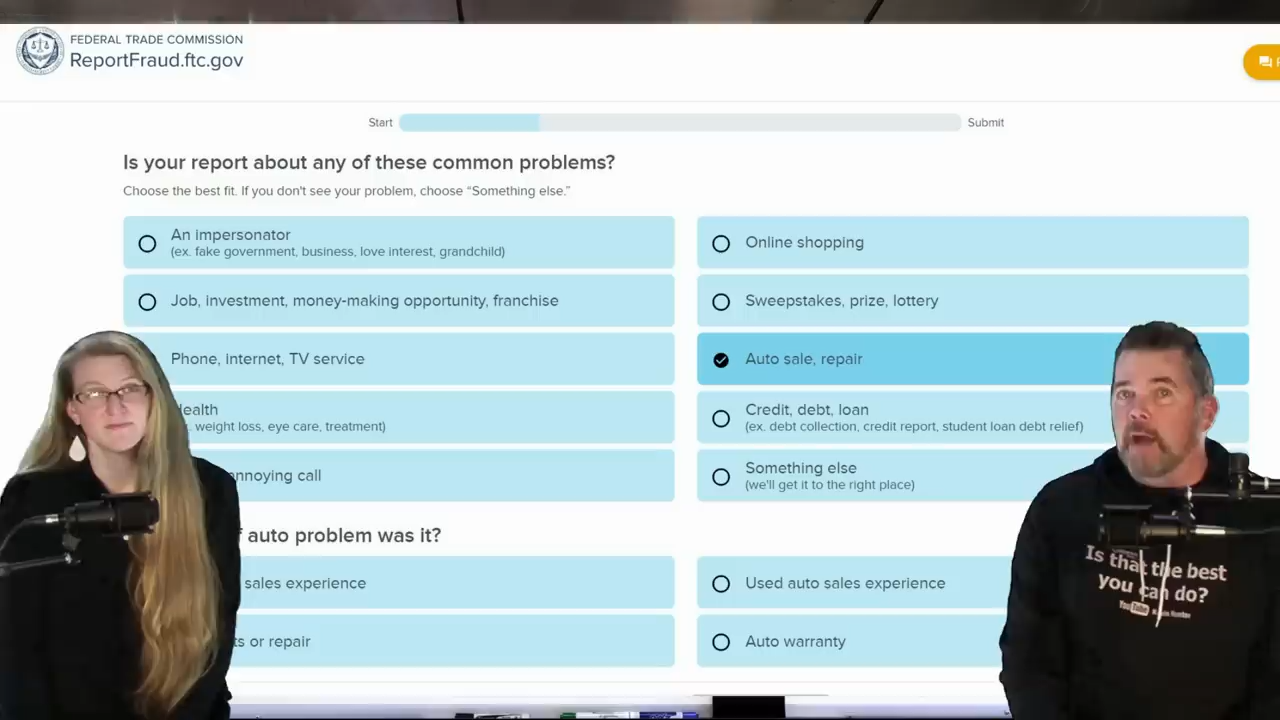 FEDERAL TRADE COMMISSION
ReportFraud.ftc.gov
Start
Submit
Is your report about any of these common problems?
Choose the best fit. If you don't see your problem, choose “Something else.”
An impersonator
(ex. fake government, business, love interest, grandchild)
Online shopping
Job, investment, money-making opportunity, franchise
Sweepstakes, prize, lottery
Phone, internet, TV service
Auto sale, repair
Health
weight loss, eye care, treatment)
Credit, debt, loan
(ex. debt collection, credit report, student loan debt relief)
annoying call
Something else
(we'll get it to the right place)
auto problem was it?
sales experience
Used auto sales experience
or repair
Auto warranty
Is that the best
you can do?
YouTube Hunter